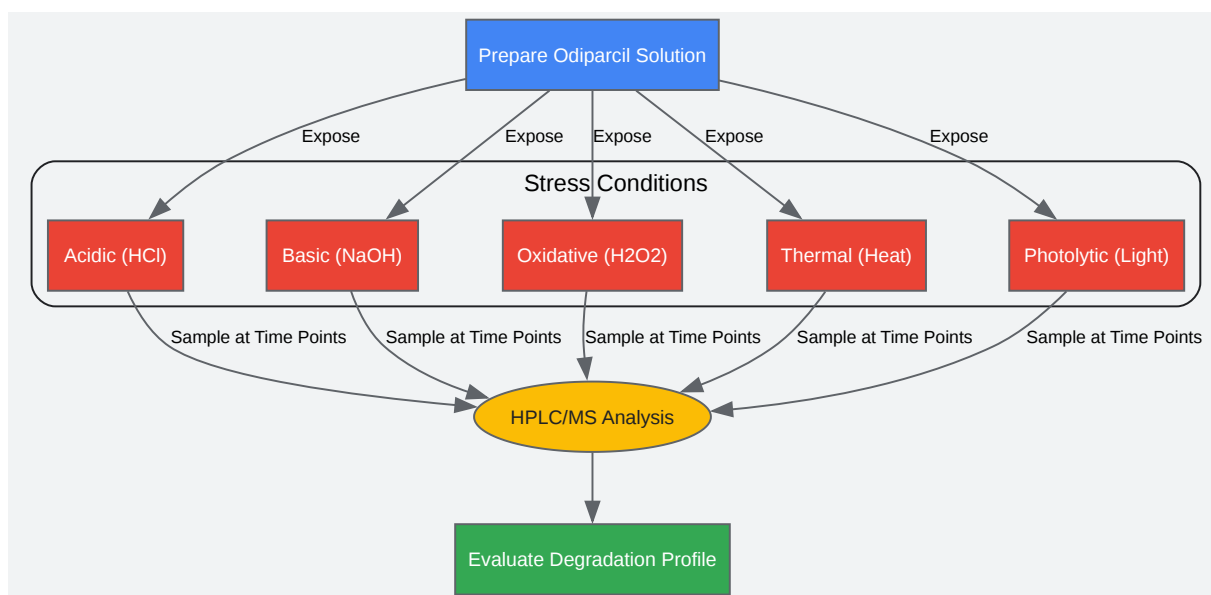 Prepare Odiparcil Solution
Expose
Expose
Expose
Expose
Expose
Stress Conditions
Acidic (HCl)
Basic (NaOH)
Oxidative (H2O2)
Thermal (Heat)
Photolytic (Light)
Sample at Time Points
Sample at Time Points
Sample at Time Points
Sample at Time Points
Sample at Time Points
HPLC/MS Analysis
Evaluate Degradation Profile